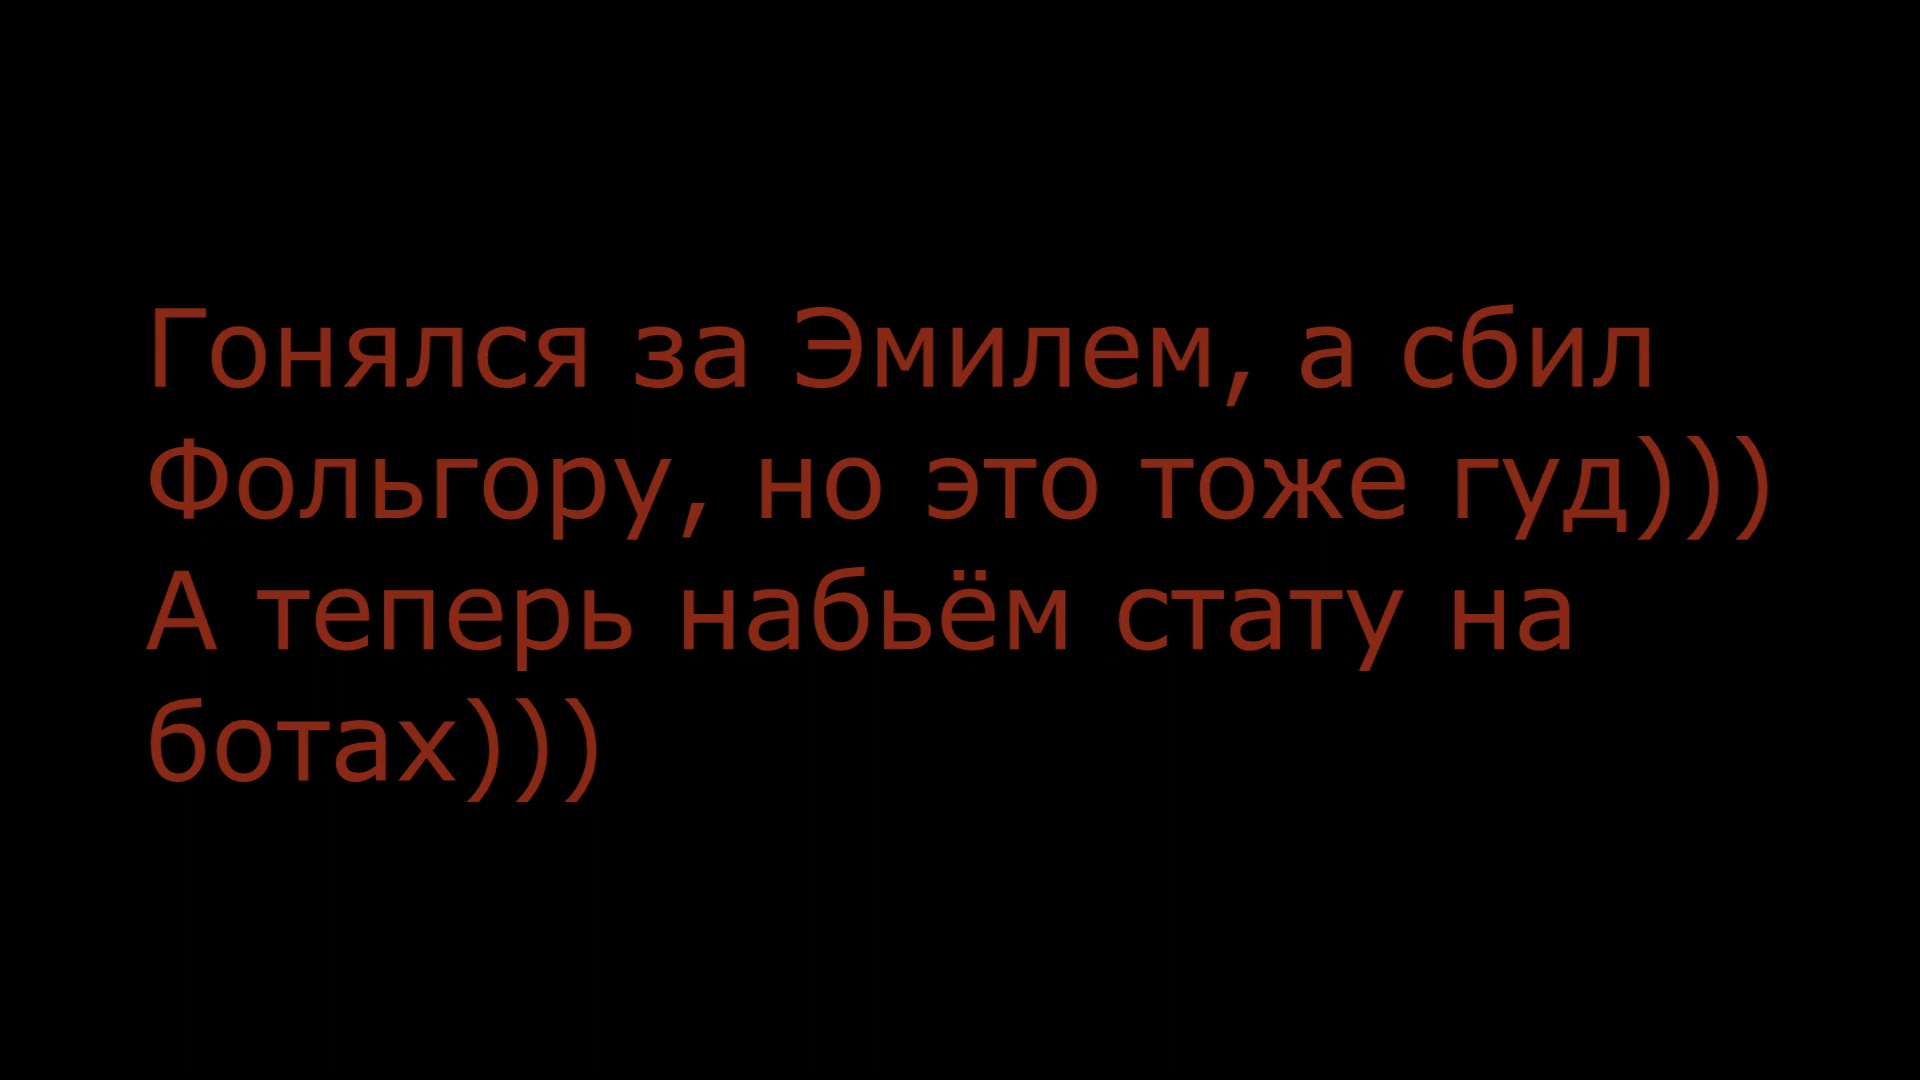 Гонялся за Эмилем, а сбил
Фольгору, но это тоже гуд)))
А теперь набьём стату на
ботах)))